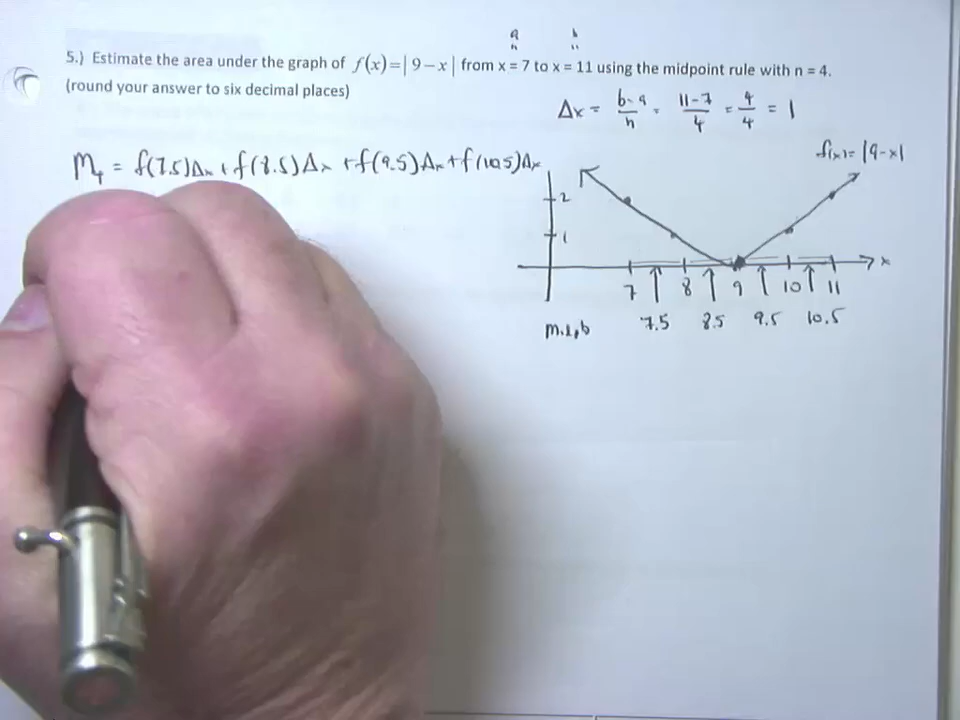 a b
" "
5.) Estimate the area under the graph of f(x)=|9−x| from x = 7 to x = 11 using the midpoint rule with n = 4.
(round your answer to six decimal places)
Δx = b-a/n = 11-7/4 = 4/4 = 1
M4 = f(7.5)Δx + f(8.5)Δx + f(9.5)Δx + f(10.5)Δx
f(x) = |9-x|
2
1
x
7 8 9 10 11
7.5 8.5 9.5 10.5